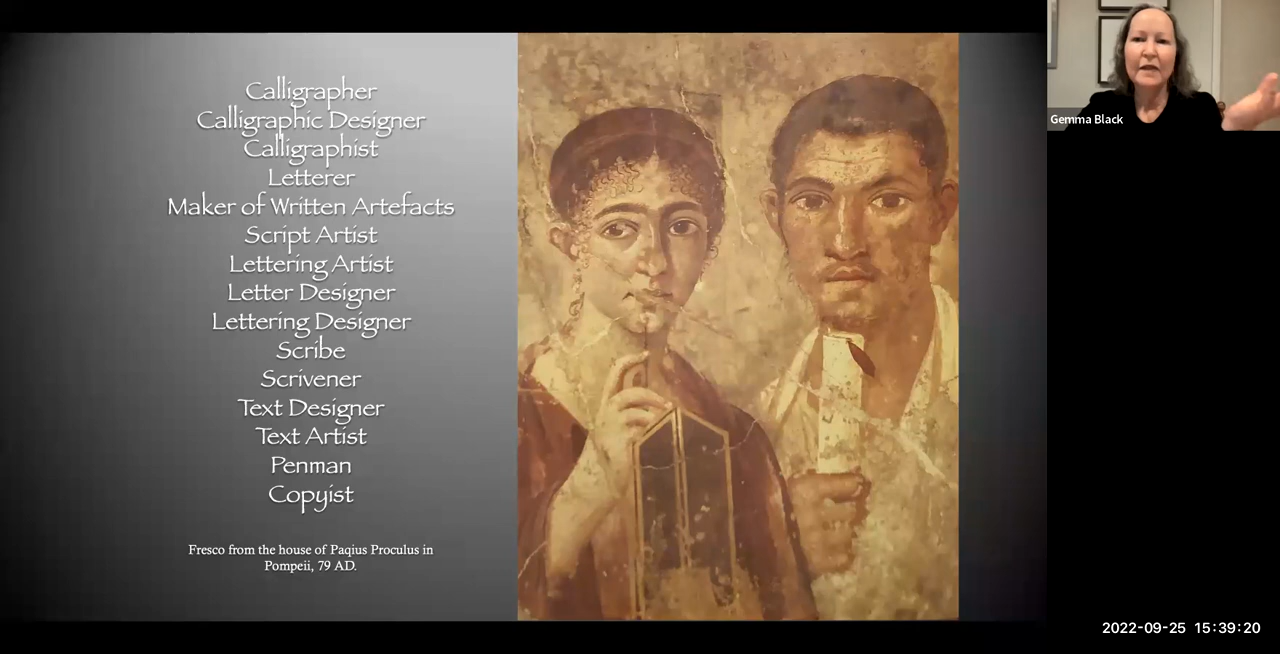 Calligrapher
Calligraphic Designer
Calligraphist
Letterer
Maker of Written Artefacts
Script Artist
Lettering Artist
Letter Designer
Lettering Designer
Scribe
Scrivener
Text Designer
Text Artist
Penman
Copyist
Fresco from the house of Paqius Proculus in
Pompeii, 79 AD.
Gemma Black
2022-09-25 15:39:20